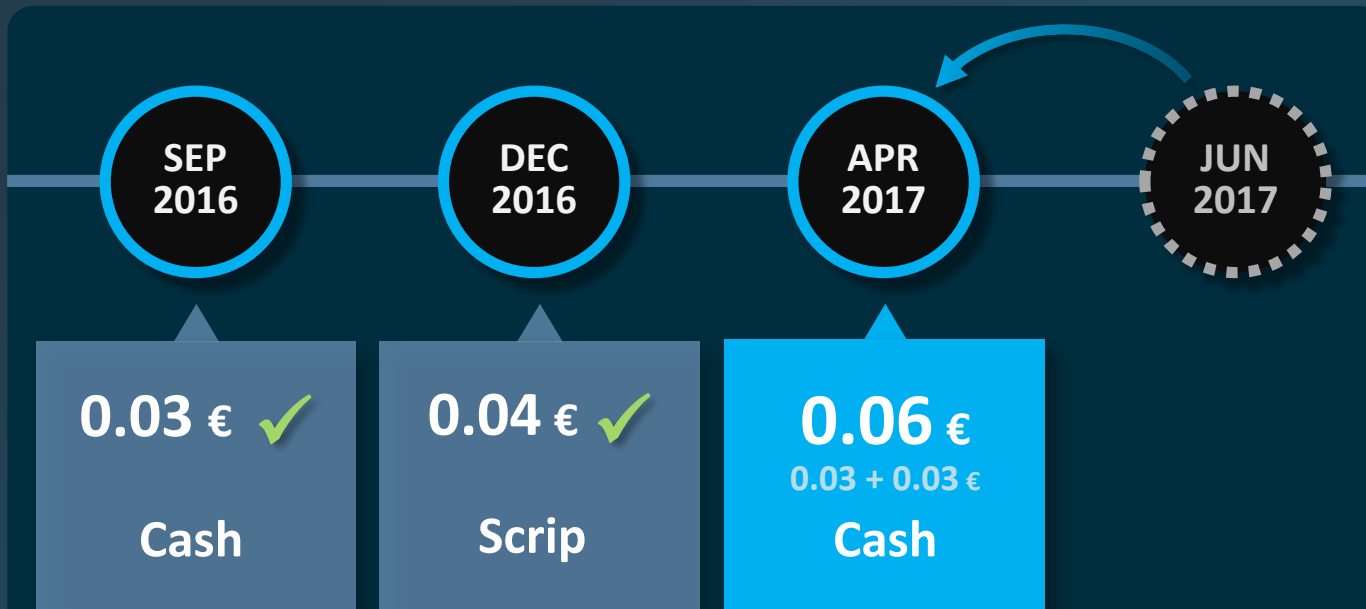 SEP
2016
DEC
2016
APR
2017
JUN
2017
0.03 €
Cash
0.04 €
Scrip
0.06 €
0.03 + 0.03 €
Cash